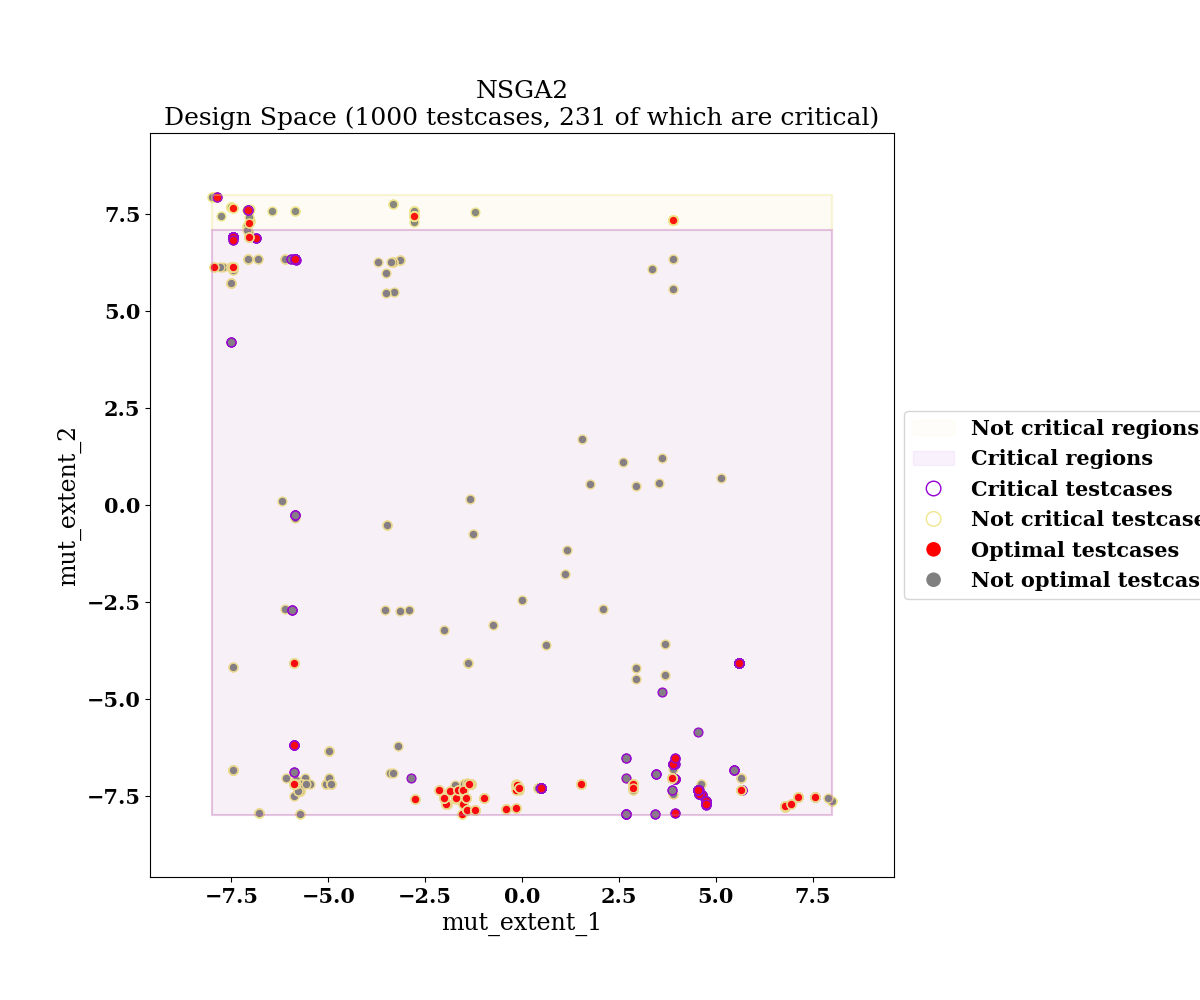 NSGA2
Design Space (1000 testcases, 231 of which are critical)
7.5
5.0
2.5
0.0
−2.5
−5.0
−7.5
mut_extent_2
−7.5 −5.0 −2.5 0.0 2.5 5.0 7.5
mut_extent_1
Not critical regions
Critical regions
Critical testcases
Not critical testcase
Optimal testcases
Not optimal testcas